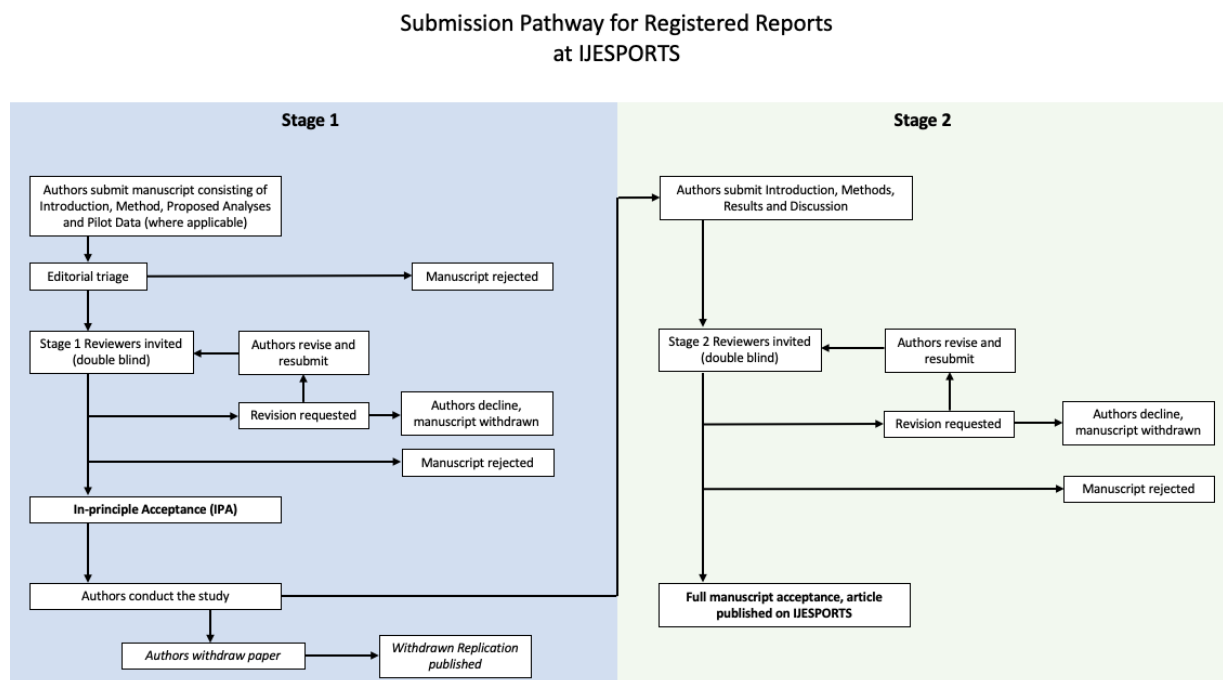 Submission Pathway for Registered Reports
at IJESPORTS
Stage 1
Authors submit manuscript consisting of
Introduction, Method, Proposed Analyses
and Pilot Data (where applicable)
Editorial triage
Manuscript rejected
Stage 1 Reviewers invited
(double blind)
Authors revise and
resubmit
Revision requested
Authors decline,
manuscript withdrawn
Manuscript rejected
In-principle Acceptance (IPA)
Authors conduct the study
Authors withdraw paper
Withdrawn Replication
published
Stage 2
Authors submit Introduction, Methods,
Results and Discussion
Stage 2 Reviewers invited
(double blind)
Authors revise and
resubmit
Revision requested
Authors decline,
manuscript withdrawn
Manuscript rejected
Full manuscript acceptance, article
published on IJESPORTS